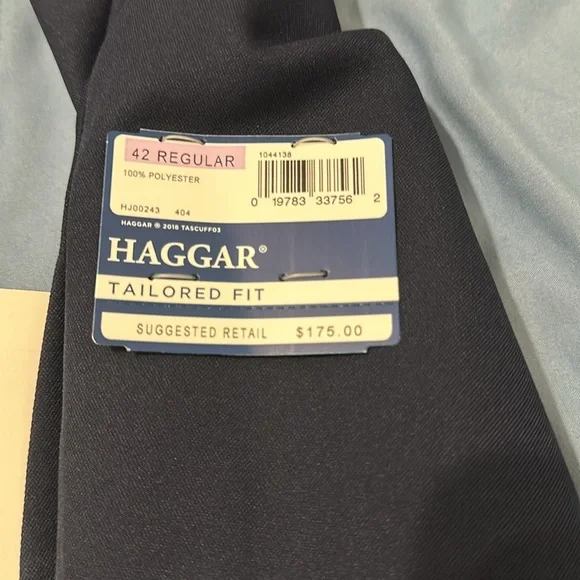 42 REGULAR
1044138
100% POLYESTER
0 19783 33756 2
HJ00243 404
HAGGAR ® 2018 TASCUFF03
HAGGAR®
TAILORED FIT
SUGGESTED RETAIL $175.00